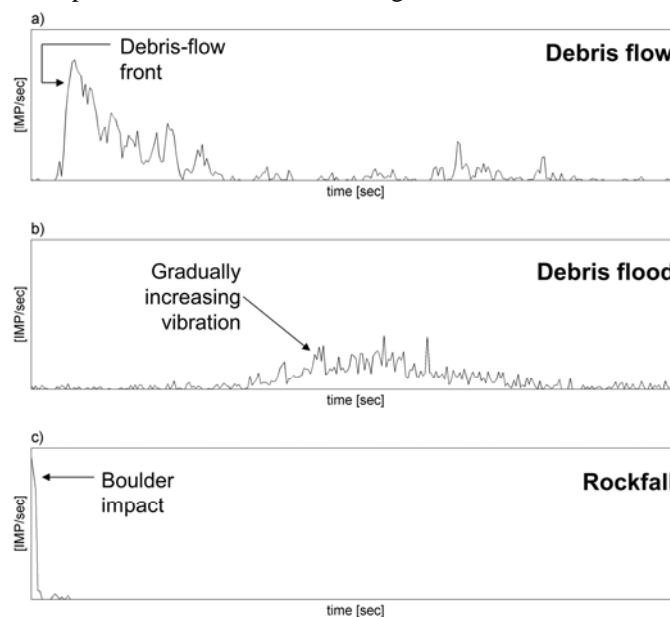 a)
Debris-flow
front
Debris flow
[IMP/sec]
time [sec]
b)
Gradually
increasing
vibration
Debris flood
[IMP/sec]
time [sec]
c)
Boulder
impact
Rockfall
[IMP/sec]
time [sec]